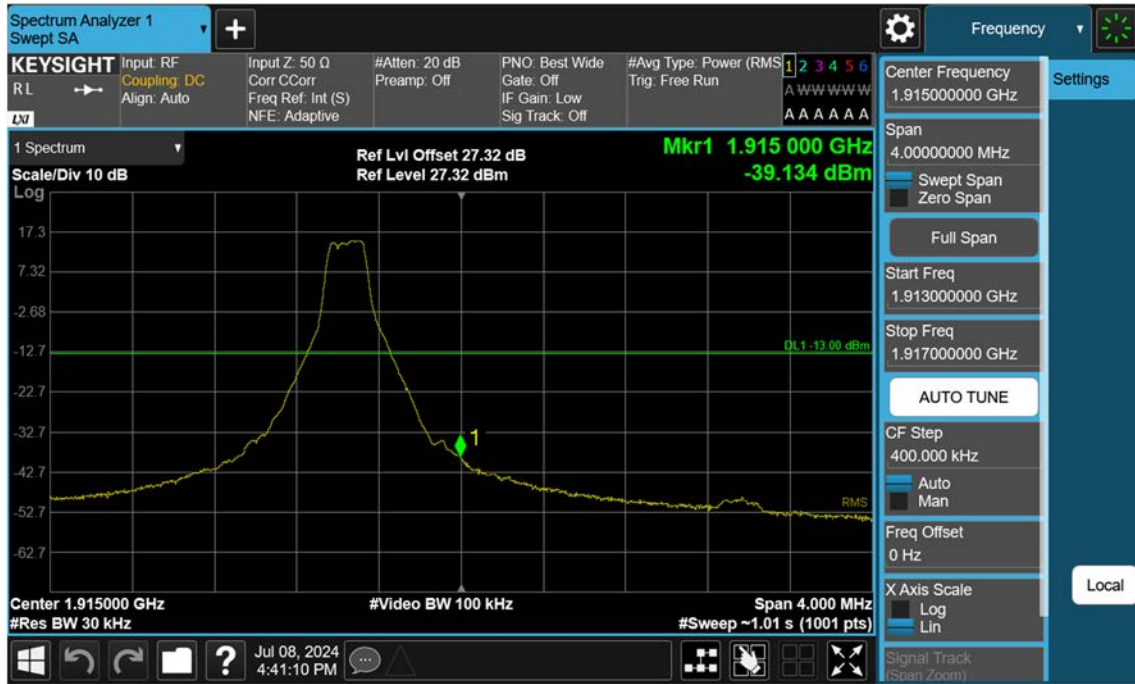 Spectrum Analyzer 1
Swept SA
+
Frequency
KEYSIGHT
R L
LXI
Input: RF
Coupling: DC
Align: Auto
Input Z: 50 Ω
Corr CCorr
Freq Ref: Int (S)
NFE: Adaptive
#Atten: 20 dB
Preamp: Off
PNO: Best Wide
Gate: Off
IF Gain: Low
Sig Track: Off
#Avg Type: Power (RMS
Trig: Free Run
1 2 3 4 5 6
A W W W W W
A A A A A A
1 Spectrum
Scale/Div 10 dB
Ref Lvl Offset 27.32 dB
Ref Level 27.32 dBm
Mkr1 1.915 000 GHz
-39.134 dBm
Log
17.3
7.32
-2.68
-12.7
-22.7
-32.7
-42.7
-52.7
-62.7
DL1 -13.00 dBm
1
RMS
Center 1.915000 GHz
#Res BW 30 kHz
#Video BW 100 kHz
Span 4.000 MHz
#Sweep ~1.01 s (1001 pts)
Center Frequency
1.915000000 GHz
Span
4.00000000 MHz
Swept Span
Zero Span
Full Span
Start Freq
1.913000000 GHz
Stop Freq
1.917000000 GHz
AUTO TUNE
CF Step
400.000 kHz
Auto
Man
Freq Offset
0 Hz
X Axis Scale
Log
Lin
Signal Track
(Span Zoom)
Settings
Local
?
Jul 08, 2024
4:41:10 PM